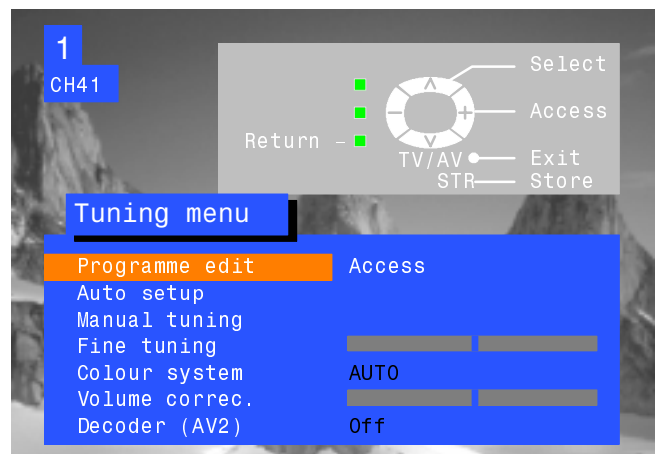 1
CH41
Select
Access
Return –
TV/AV Exit
STR Store
Tuning menu
Programme edit Access
Auto setup
Manual tuning
Fine tuning
Colour system AUTO
Volume correc.
Decoder (AV2) Off